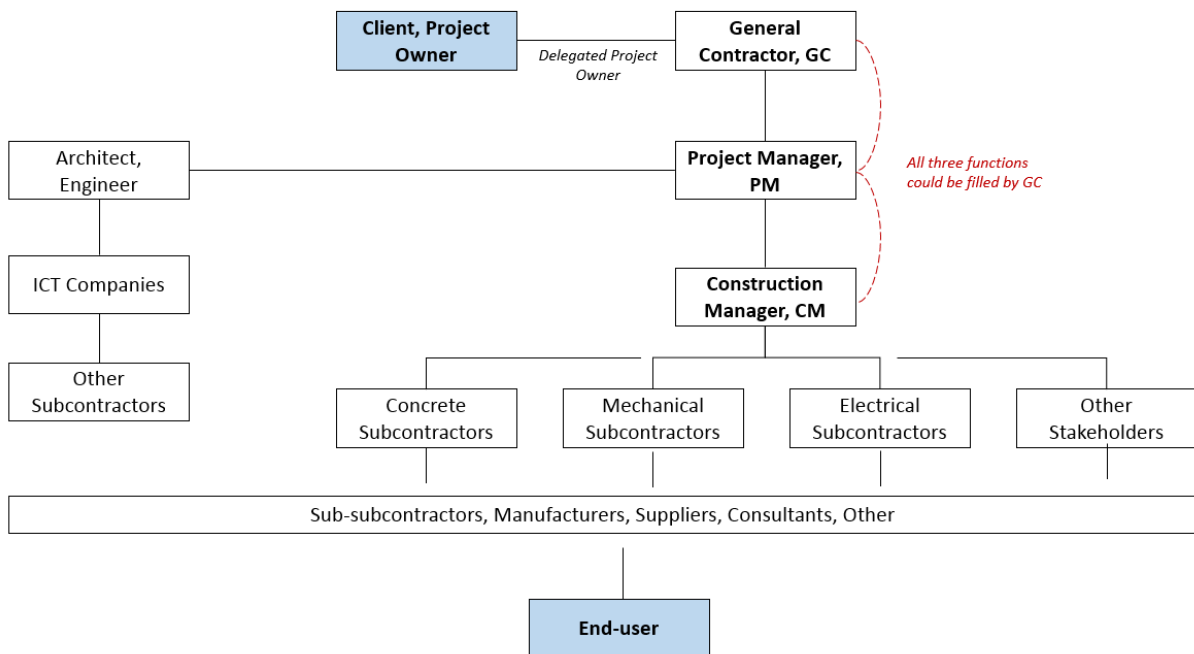 Client, Project
Owner
Delegated Project
Owner
General
Contractor, GC
Architect,
Engineer
Project Manager,
PM
All three functions
could be filled by GC
ICT Companies
Construction
Manager, CM
Other
Subcontractors
Concrete
Subcontractors
Mechanical
Subcontractors
Electrical
Subcontractors
Other
Stakeholders
Sub-subcontractors, Manufacturers, Suppliers, Consultants, Other
End-user